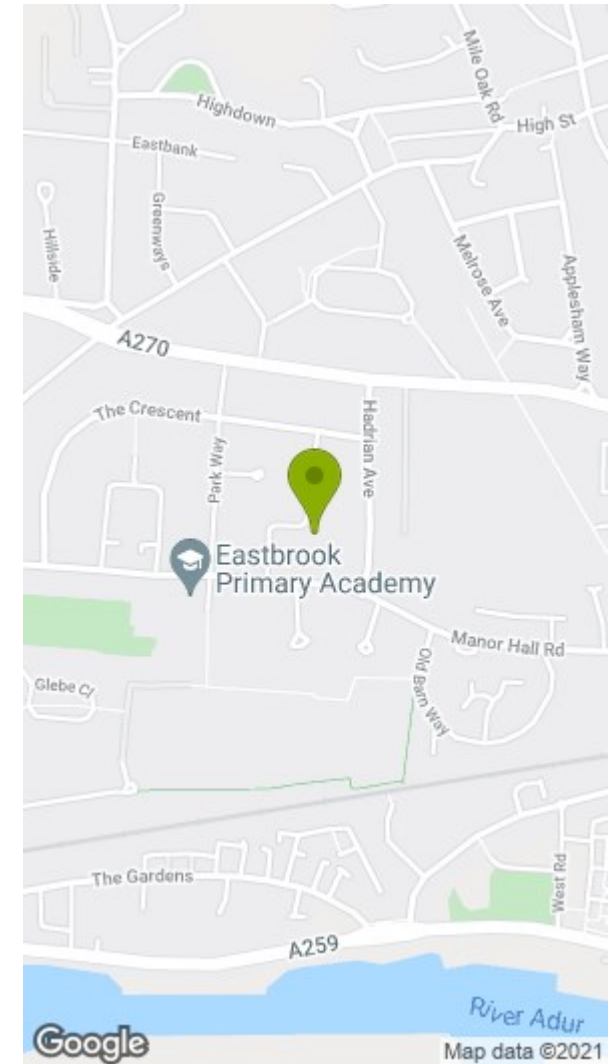 Mile Oak Rd
Highdown
High St
Eastbank
Greenways
Hillside
Melrose Ave
Applesham Way
A270
The Crescent
Hadrian Ave
Park Way
Eastbrook
Primary Academy
Manor Hall Rd
Old Barn Way
Glebe Cl
The Gardens
West Rd
A259
River Adur
Google
Map data ©2021